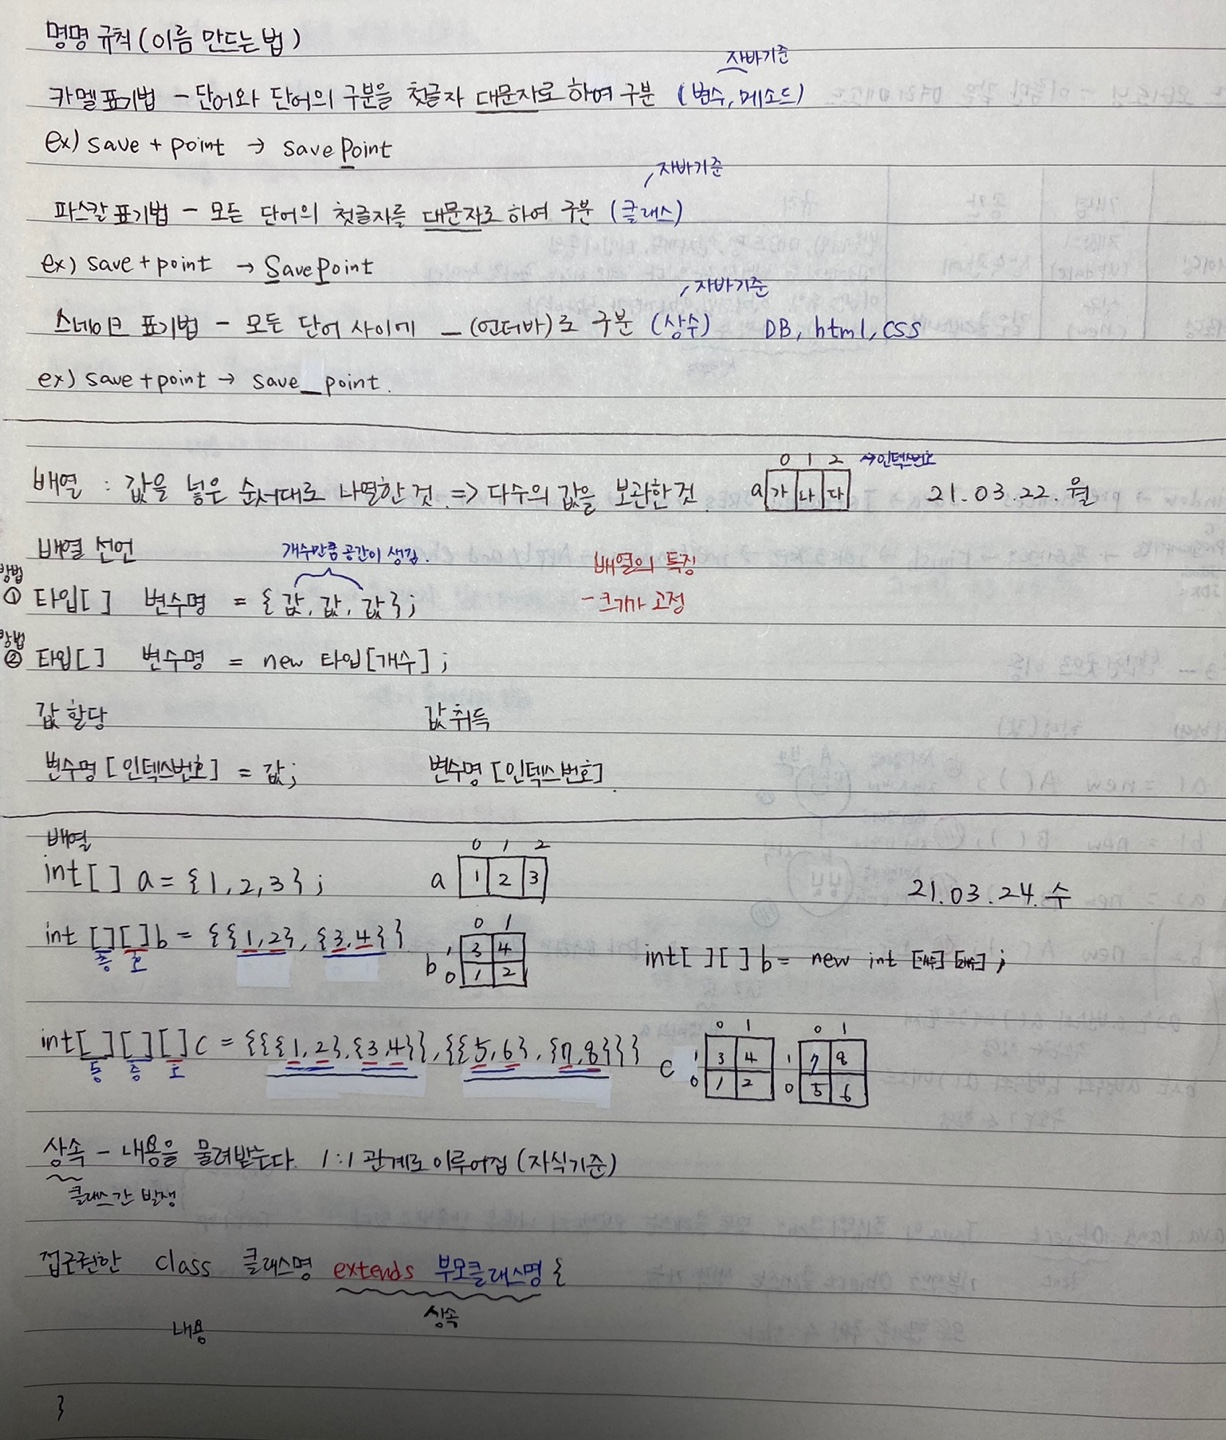 명명 규칙 (이름 만드는 법)
자바기준
카멜 표기법 - 단어와 단어의 구분을 첫글자 대문자로 하여 구분 (변수, 메소드)
ex) save + point → savePoint
자바기준
파스칼 표기법 - 모든 단어의 첫글자를 대문자로 하여 구분 (클래스)
ex) save + point → SavePoint
자바기준
스네이크 표기법 - 모든 단어 사이에 _ (언더바)로 구분 (상수) DB, html, CSS
ex) save + point → save_point.
0 1 2 → 인덱스번호
배열 : 값을 넣은 순서대로 나열한 것 => 다수의 값을 보관한 것 a 가 나 다 21.03.22.월
배열 선언 개수만큼 공간이 생김. 배열의 특징
방법 ① 타입[ ] 변수명 = {값, 값, 값}; - 크기가 고정
방법 ② 타입[ ] 변수명 = new 타입[개수];
값 할당 값 취득
변수명 [인덱스번호] = 값; 변수명 [인덱스번호]
배열
0 1 2
int[ ] a = {1, 2, 3}; a 1 2 3 21.03.24.수
0 1
int [ ][ ] b = {{1, 2}, {3, 4}} b 1 3 4 int[ ][ ] b = new int [개수] [개수];
층 호 0 1 2
0 1 0 1
int[ ][ ][ ] c = {{{1, 2}, {3, 4}}, {{5, 6}, {7, 8}}} c 1 3 4 1 7 8
동 층 호 0 1 2 0 5 6
상속 - 내용을 물려받는다. 1:1 관계로 이루어짐 (자식기준)
클래스간 발생
접근권한 class 클래스명 extends 부모클래스명 {
상속
내용
}